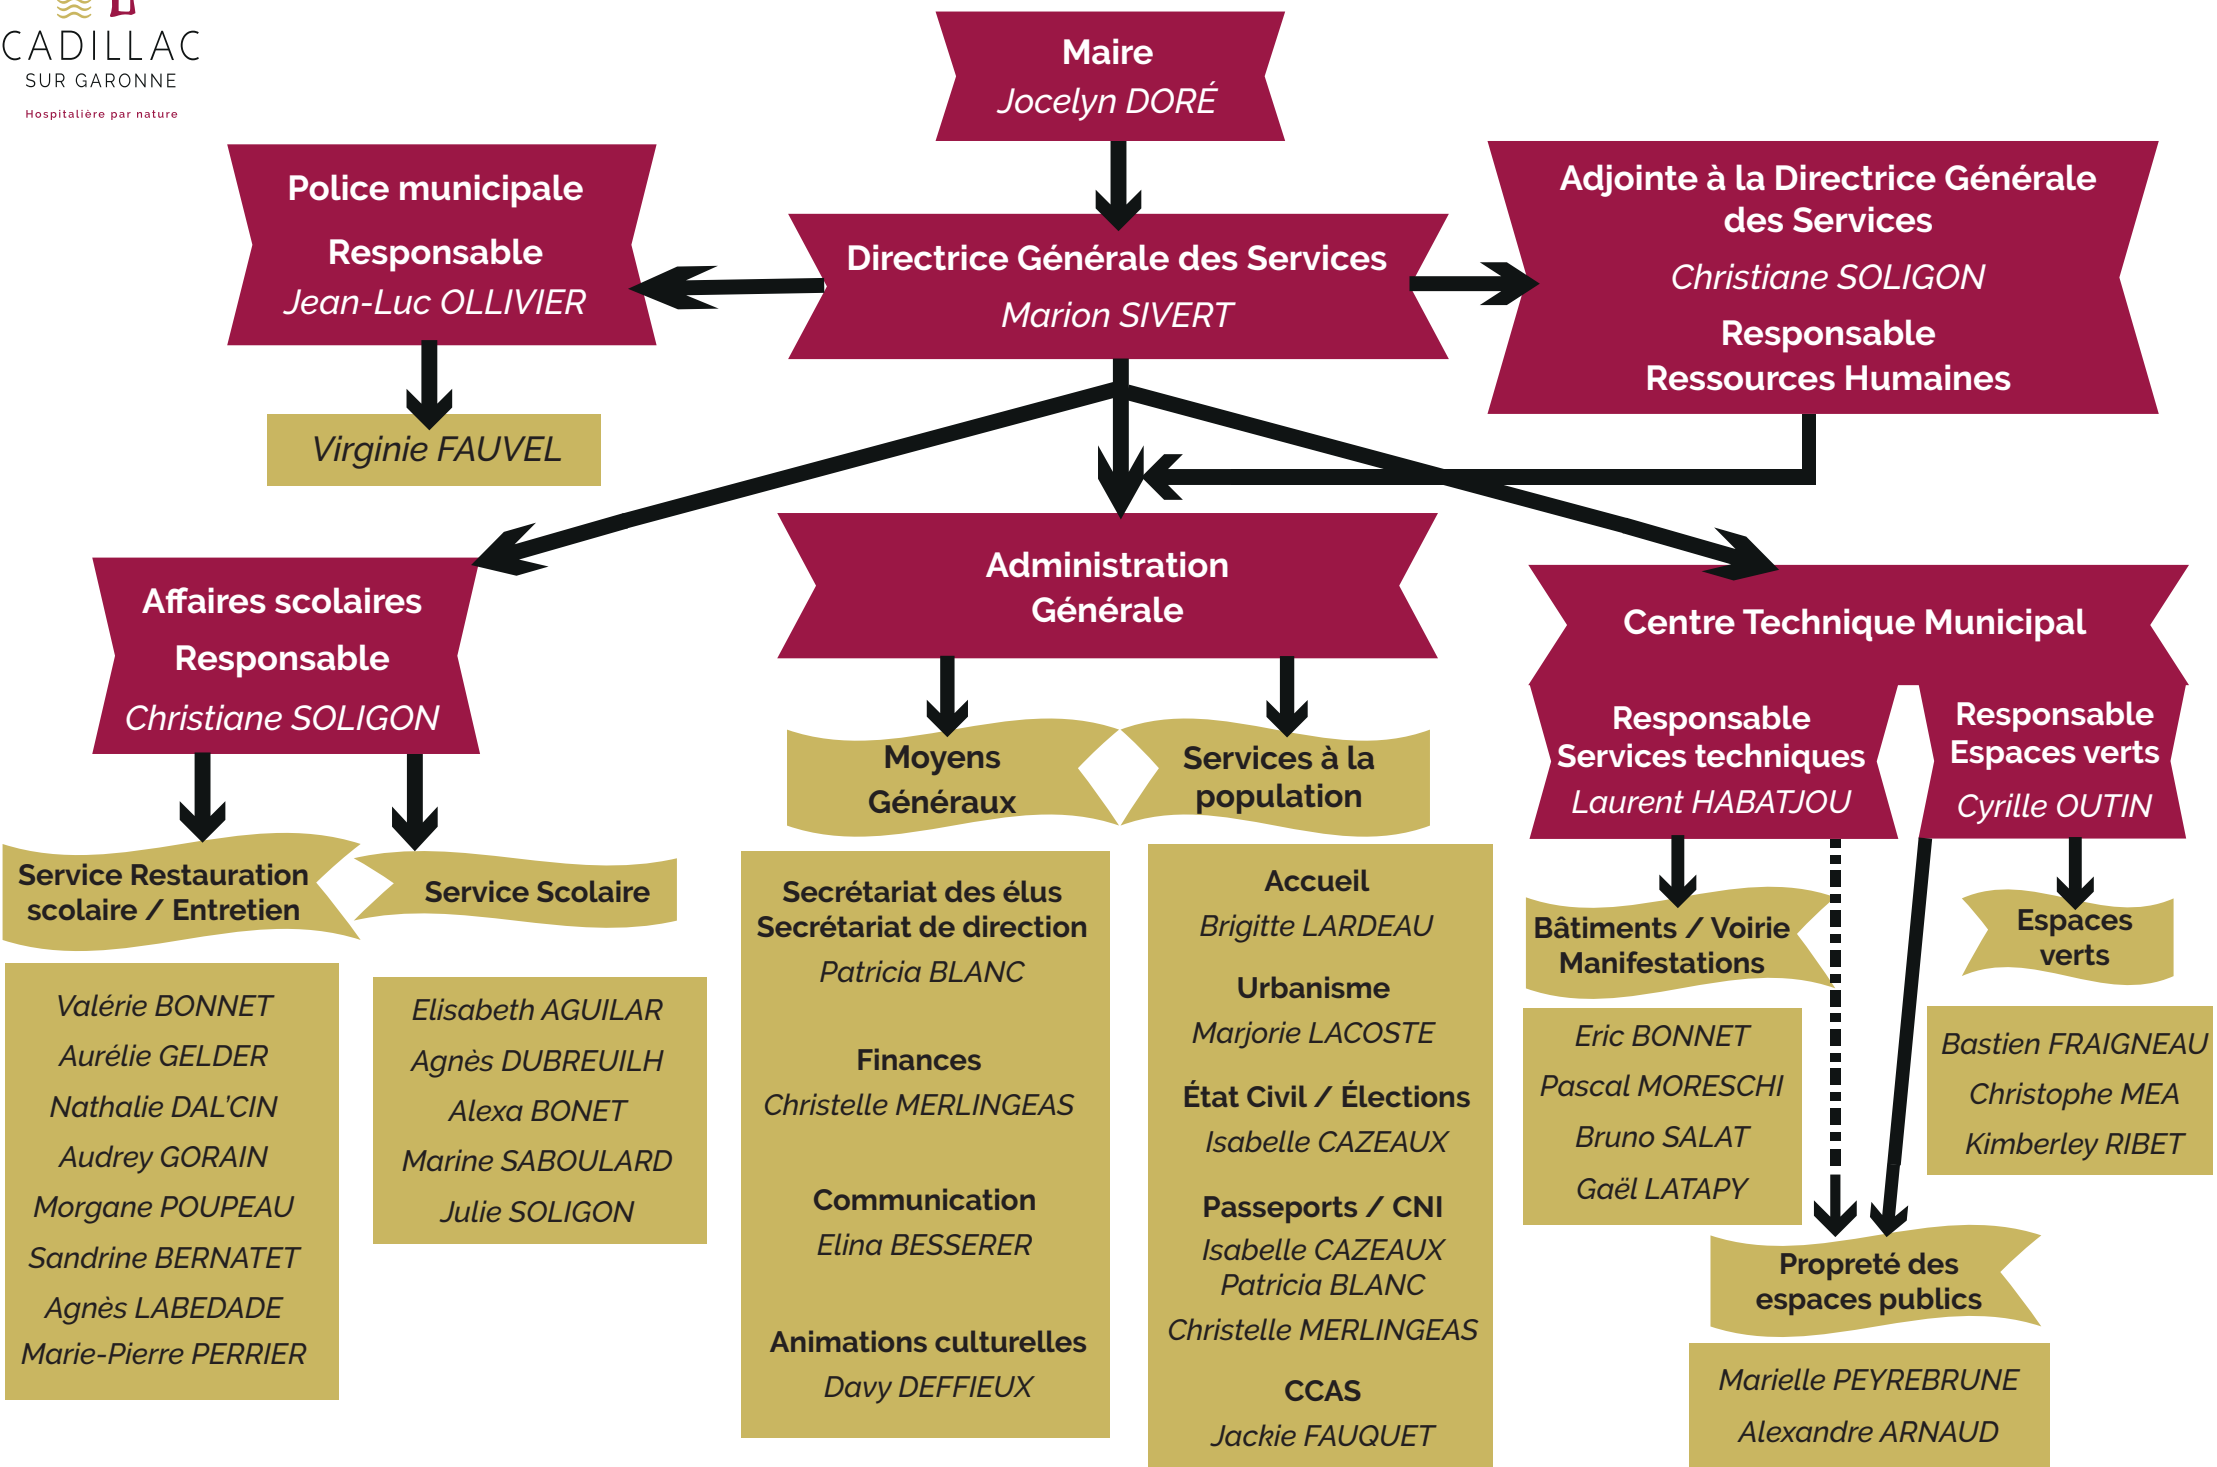 CADILLAC
SUR GARONNE
Hospitalière par nature
Maire
Jocelyn DORÉ
Police municipale
Responsable
Jean-Luc OLLIVIER
Virginie FAUVEL
Directrice Générale des Services
Marion SIVERT
Adjointe à la Directrice Générale
des Services
Christiane SOLIGON
Responsable
Ressources Humaines
Affaires scolaires
Responsable
Christiane SOLIGON
Service Restauration
scolaire / Entretien
Valérie BONNET
Aurélie GELDER
Nathalie DAL'CIN
Audrey GORAIN
Morgane POUPEAU
Sandrine BERNATET
Agnès LABEDADE
Marie-Pierre PERRIER
Service Scolaire
Elisabeth AGUILAR
Agnès DUBREUILH
Alexa BONET
Marine SABOULARD
Julie SOLIGON
Administration
Générale
Moyens
Généraux
Secrétariat des élus
Secrétariat de direction
Patricia BLANC
Finances
Christelle MERLINGEAS
Communication
Elina BESSERER
Animations culturelles
Davy DEFFIEUX
Services à la
population
Accueil
Brigitte LARDEAU
Urbanisme
Marjorie LACOSTE
État Civil / Élections
Isabelle CAZEAUX
Passeports / CNI
Isabelle CAZEAUX
Patricia BLANC
Christelle MERLINGEAS
CCAS
Jackie FAUQUET
Centre Technique Municipal
Responsable
Services techniques
Laurent HABATJOU
Responsable
Espaces verts
Cyrille OUTIN
Bâtiments / Voirie
Manifestations
Eric BONNET
Pascal MORESCHI
Bruno SALAT
Gaël LATAPY
Espaces
verts
Bastien FRAIGNEAU
Christophe MEA
Kimberley RIBET
Propreté des
espaces publics
Marielle PEYREBRUNE
Alexandre ARNAUD